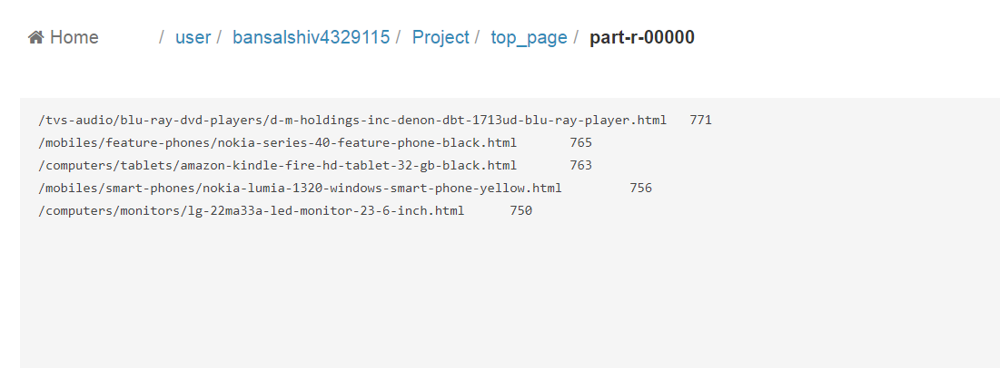 Home / user / bansalshiv4329115 / Project / top_page / part-r-00000
/tvs-audio/blu-ray-dvd-players/d-m-holdings-inc-denon-dbt-1713ud-blu-ray-player.html 771
/mobiles/feature-phones/nokia-series-40-feature-phone-black.html 765
/computers/tablets/amazon-kindle-fire-hd-tablet-32-gb-black.html 763
/mobiles/smart-phones/nokia-lumia-1320-windows-smart-phone-yellow.html 756
/computers/monitors/lg-22ma33a-led-monitor-23-6-inch.html 750